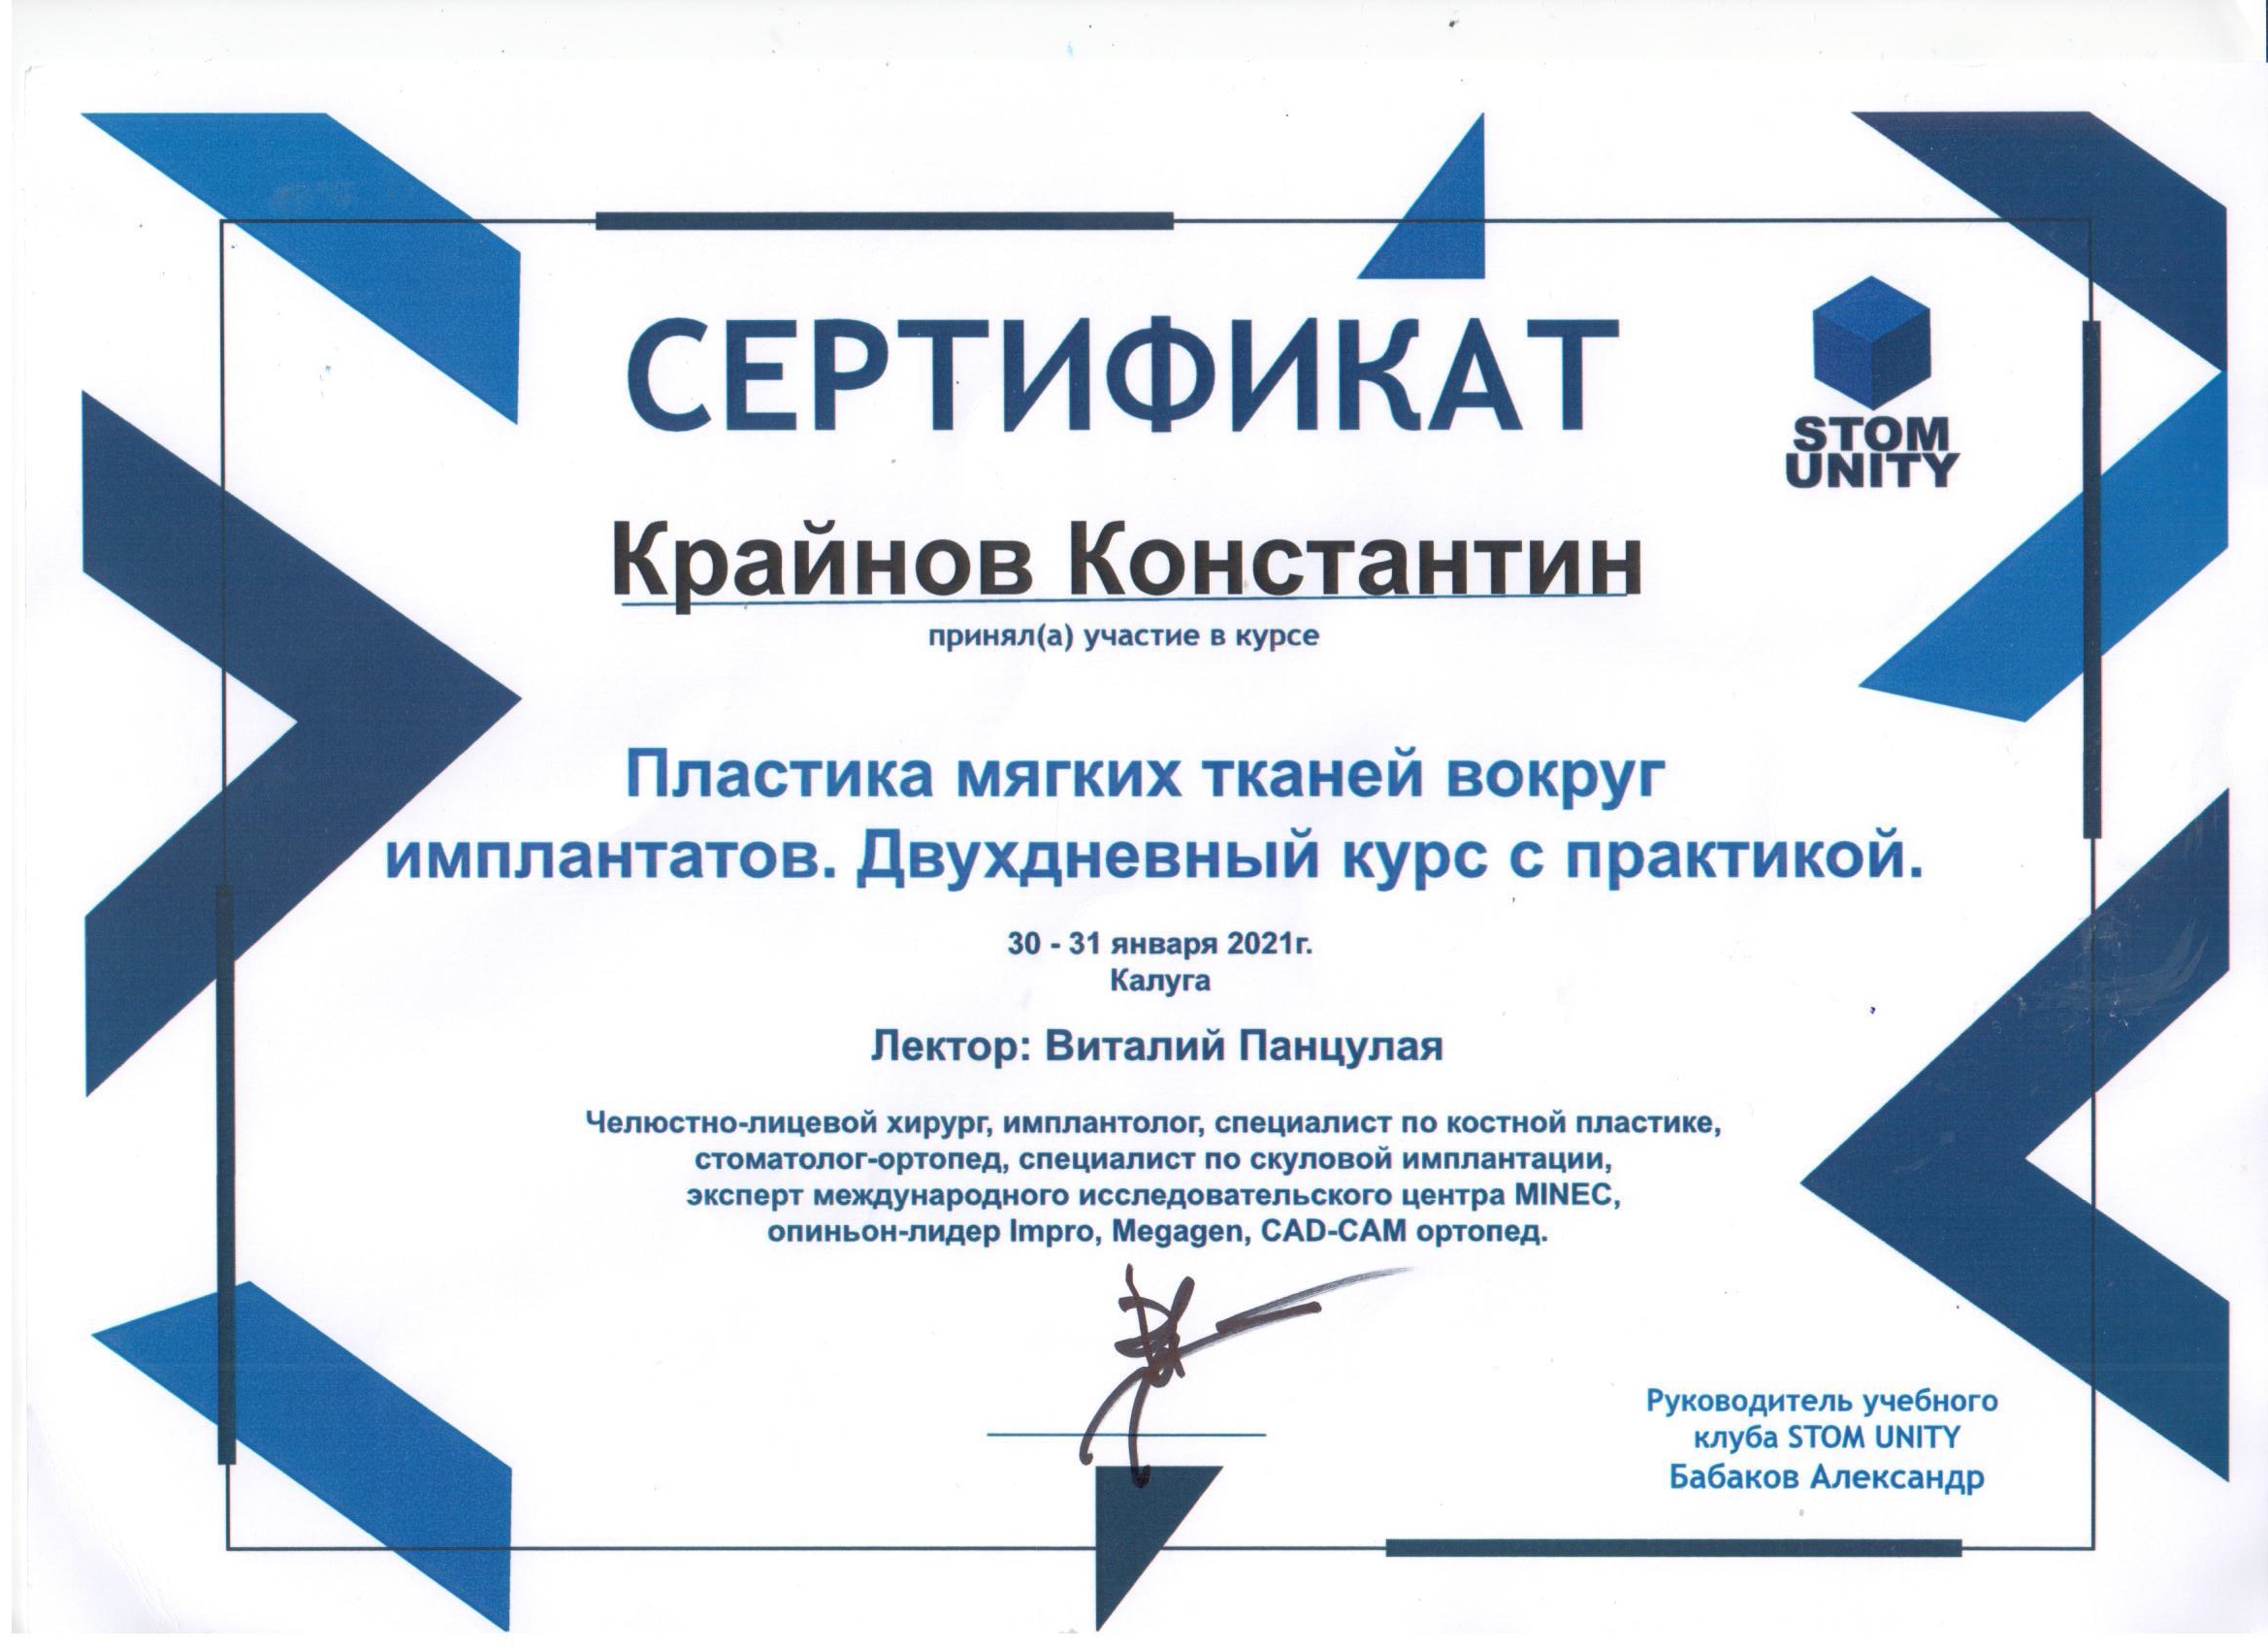 СЕРТИФИКАТ
STOM
UNITY
Крайнов Константин
принял(а) участие в курсе
Пластика мягких тканей вокруг
имплантатов. Двухдневный курс с практикой.
30 - 31 января 2021г.
Калуга
Лектор: Виталий Панцулая
Челюстно-лицевой хирург, имплантолог, специалист по костной пластике,
стоматолог-ортопед, специалист по скуловой имплантации,
эксперт международного исследовательского центра MINEC,
опиньон-лидер Impro, Megagen, CAD-CAM ортопед.
Руководитель учебного
клуба STOM UNITY
Бабаков Александр